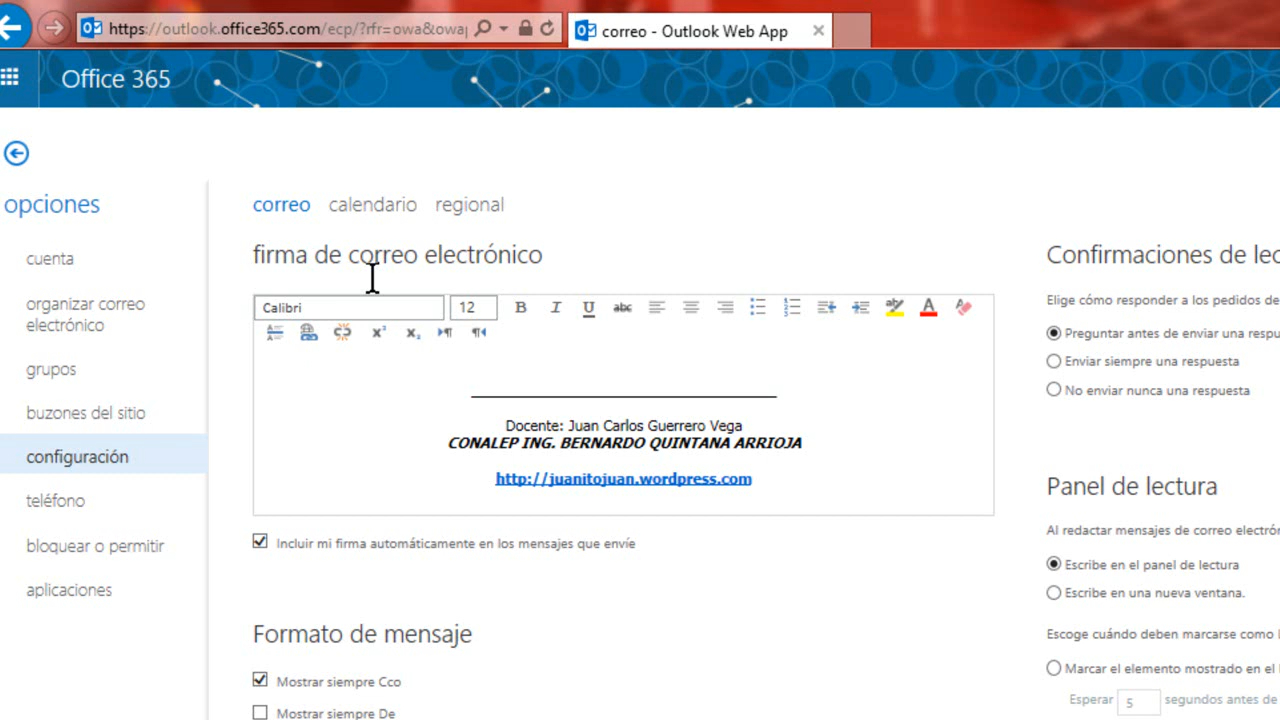 https://outlook.office365.com/ecp/?rfr=owa&owa
correo - Outlook Web App
Office 365
opciones
cuenta
organizar correo
electrónico
grupos
buzones del sitio
configuración
teléfono
bloquear o permitir
aplicaciones
correo calendario regional
firma de correo electrónico
Calibri 12 B I U abc
A
Docente: Juan Carlos Guerrero Vega
CONALEP ING. BERNARDO QUINTANA ARRIOJA
http://juanitojuan.wordpress.com
Incluir mi firma automáticamente en los mensajes que envíe
Formato de mensaje
Mostrar siempre Cco
Mostrar siempre De
Confirmaciones de lec
Elige cómo responder a los pedidos de
Preguntar antes de enviar una respu
Enviar siempre una respuesta
No enviar nunca una respuesta
Panel de lectura
Al redactar mensajes de correo electró
Escribe en el panel de lectura
Escribe en una nueva ventana.
Escoge cuándo deben marcarse como
Marcar el elemento mostrado en el
Esperar 5 segundos antes de